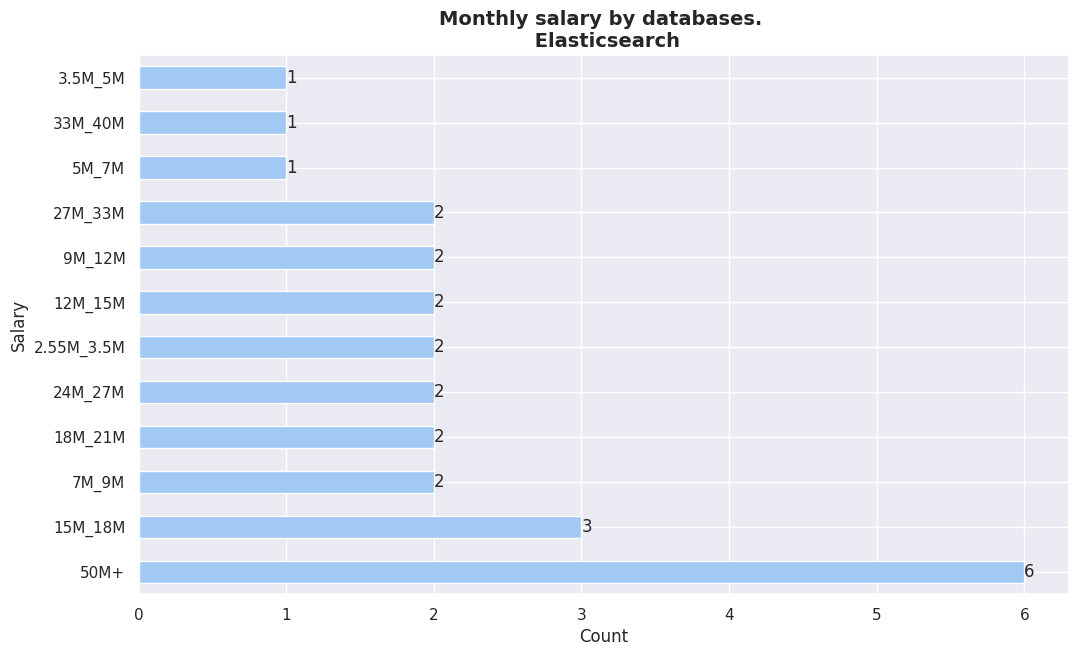 Monthly salary by databases.
Elasticsearch
3.5M_5M
1
33M_40M
1
5M_7M
1
27M_33M
2
9M_12M
2
12M_15M
2
2.55M_3.5M
2
24M_27M
2
18M_21M
2
7M_9M
2
15M_18M
3
50M+
6
Salary
0 1 2 3 4 5 6
Count